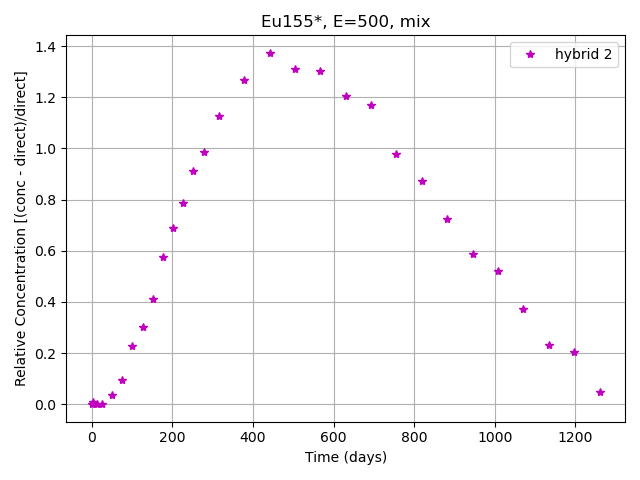 Eu155*, E=500, mix
hybrid 2
Relative Concentration [(conc - direct)/direct]
1.4
1.2
1.0
0.8
0.6
0.4
0.2
0.0
0 200 400 600 800 1000 1200
Time (days)